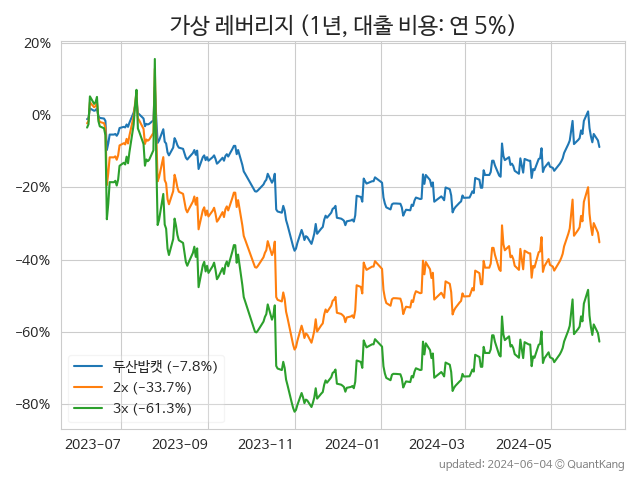 가상 레버리지 (1년, 대출 비용: 연 5%)
20%
0%
−20%
−40%
−60%
−80%
두산밥캣 (−7.8%)
2x (−33.7%)
3x (−61.3%)
2023−07 2023−09 2023−11 2024−01 2024−03 2024−05
updated: 2024−06−04 © QuantKang